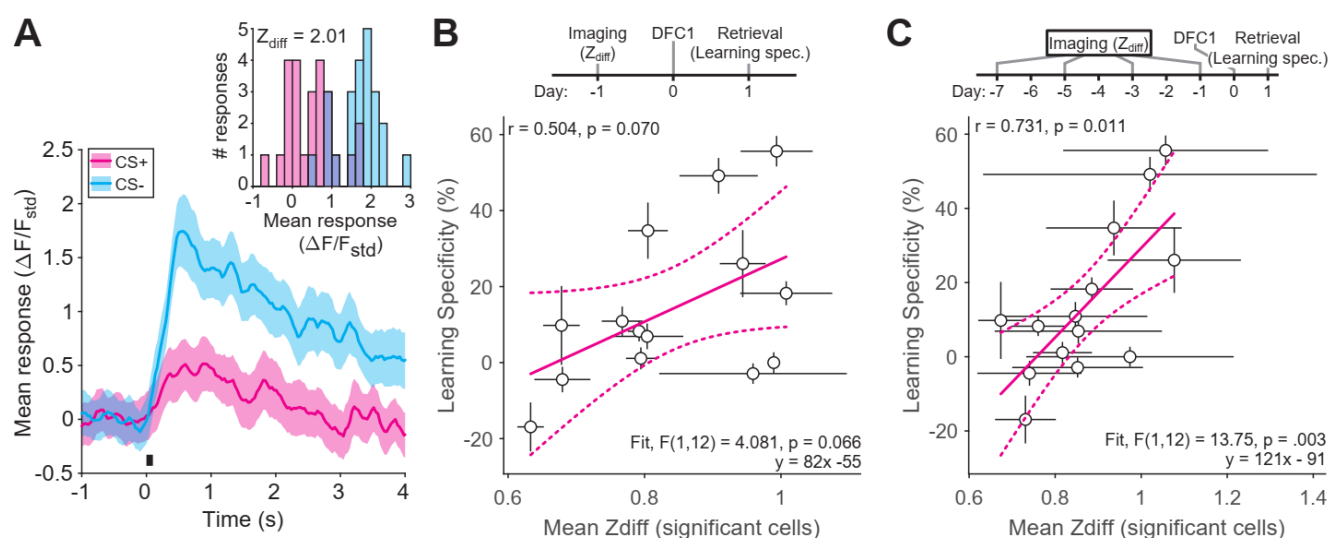 A
Z_diff = 2.01
# responses
5
4
3
2
1
0
-1 0 1 2 3
Mean response
(ΔF/F_std)
CS+
CS-
Mean response (ΔF/F_std)
2.5
2
1.5
1
0.5
0
-0.5
-1 0 1 2 3 4
Time (s)
B
Imaging
(Z_diff)
DFC1
Retrieval
(Learning spec.)
Day: -1 0 1
r = 0.504, p = 0.070
Learning Specificity (%)
60
40
20
0
-20
Fit, F(1,12) = 4.081, p = 0.066
y = 82x -55
0.6 0.8 1
Mean Zdiff (significant cells)
C
Imaging (Z_diff)
DFC1
Retrieval
(Learning spec.)
Day: -7 -5 -4 -3 -2 -1 0 1
r = 0.731, p = 0.011
Learning Specificity (%)
60
40
20
0
-20
Fit, F(1,12) = 13.75, p = .003
y = 121x - 91
0.6 0.8 1 1.2 1.4
Mean Zdiff (significant cells)